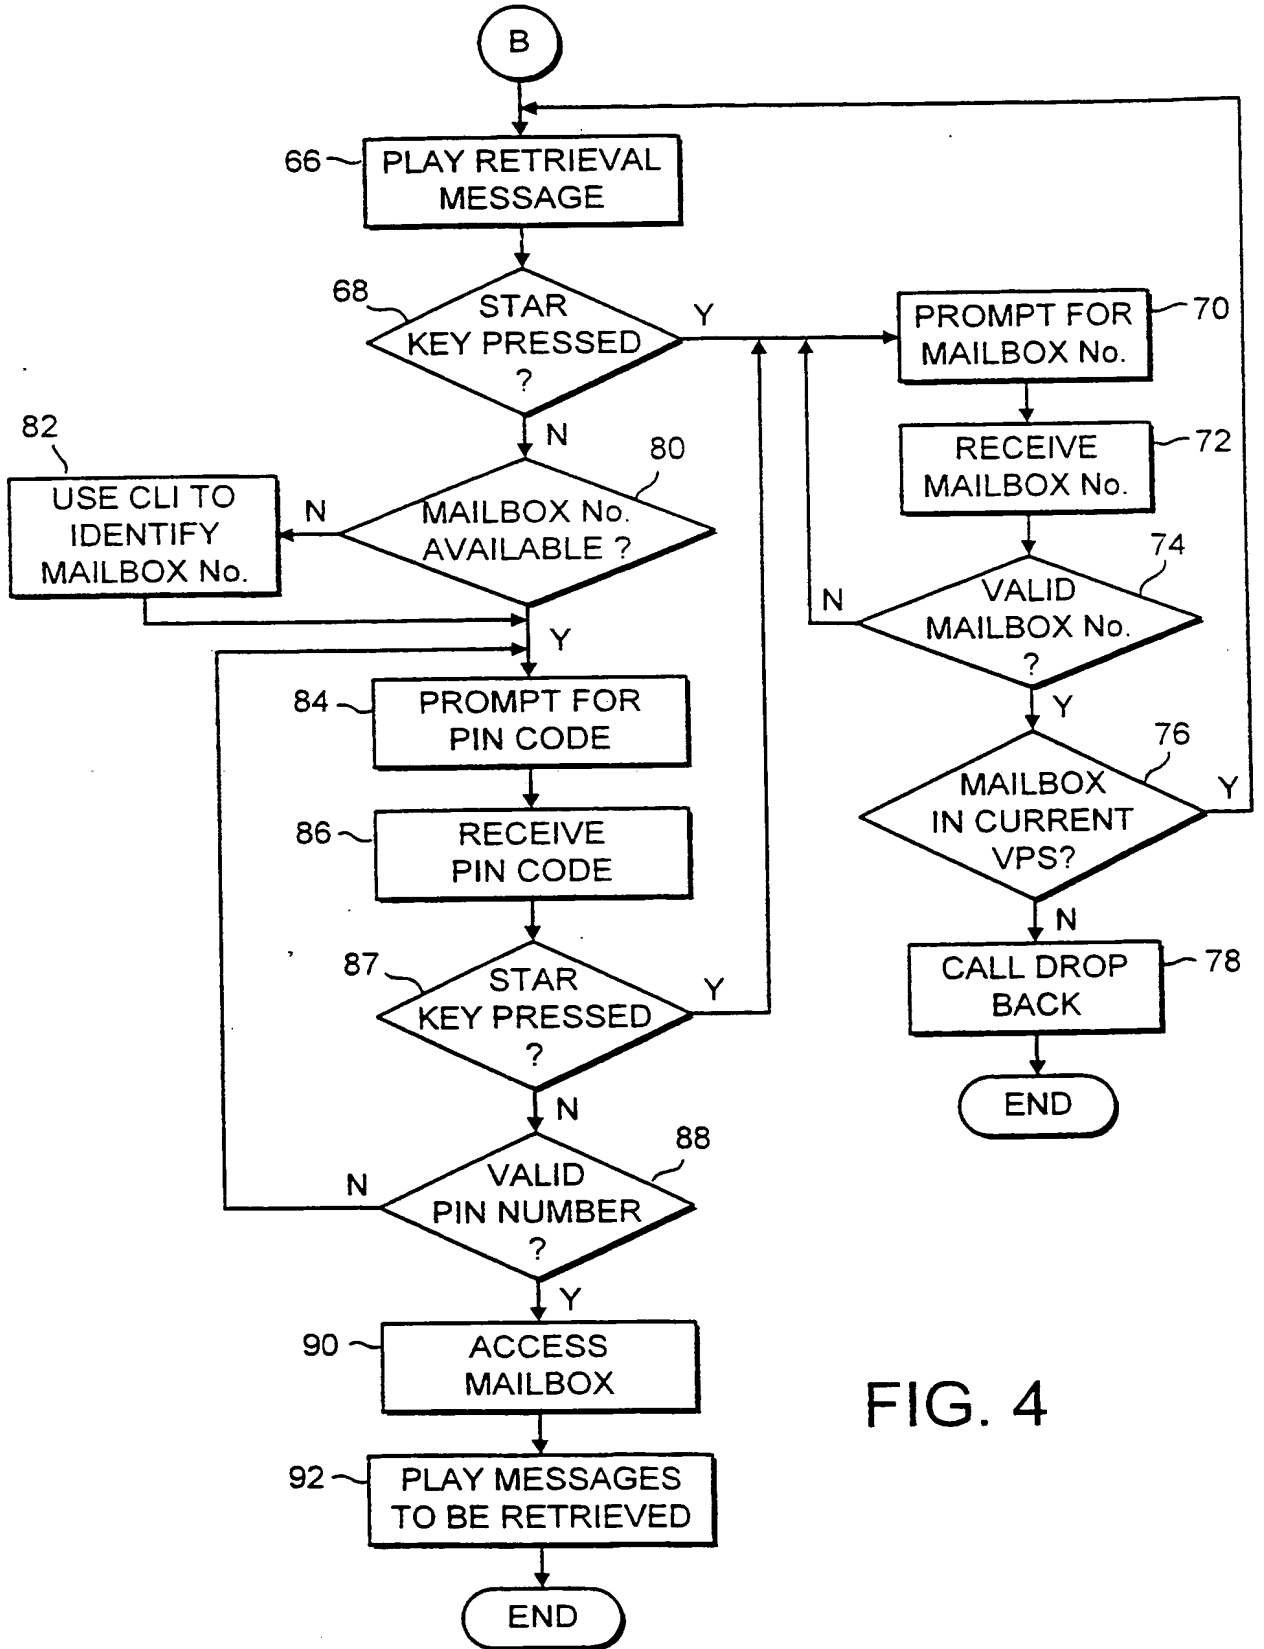 B
66
PLAY RETRIEVAL
MESSAGE
68
STAR
KEY PRESSED
?
Y
N
70
PROMPT FOR
MAILBOX No.
72
RECEIVE
MAILBOX No.
74
VALID
MAILBOX No.
?
N
Y
76
MAILBOX
IN CURRENT
VPS?
Y
N
78
CALL DROP
BACK
END
80
MAILBOX No.
AVAILABLE ?
N
Y
82
USE CLI TO
IDENTIFY
MAILBOX No.
84
PROMPT FOR
PIN CODE
86
RECEIVE
PIN CODE
87
STAR
KEY PRESSED
?
Y
N
88
VALID
PIN NUMBER
?
N
Y
90
ACCESS
MAILBOX
92
PLAY MESSAGES
TO BE RETRIEVED
END
FIG. 4